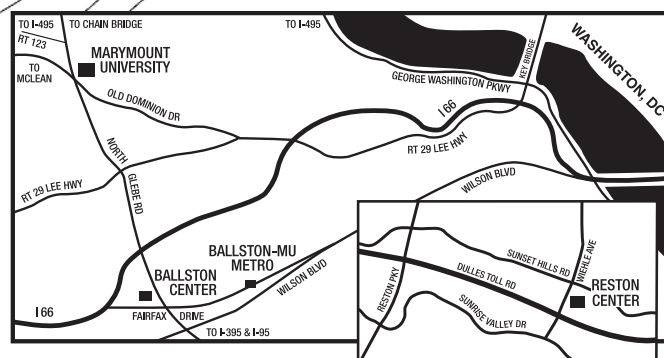 TO I-495
TO CHAIN BRIDGE
RT 123
TO
MCLEAN
MARYMOUNT
UNIVERSITY
OLD DOMINION DR
TO I-495
GEORGE WASHINGTON PKWY
KEY BRIDGE
WASHINGTON, DC
I 66
RT 29 LEE HWY
NORTH
GLEBE RD
RT 29 LEE HWY
WILSON BLVD
BALLSTON-MU
METRO
BALLSTON
CENTER
WILSON BLVD
I 66
FAIRFAX DRIVE
TO I-395 & I-95
RESTON PKY
SUNSET HILLS RD
WIEHLE AVE
DULLES TOLL RD
RESTON
CENTER
SUNRISE VALLEY DR